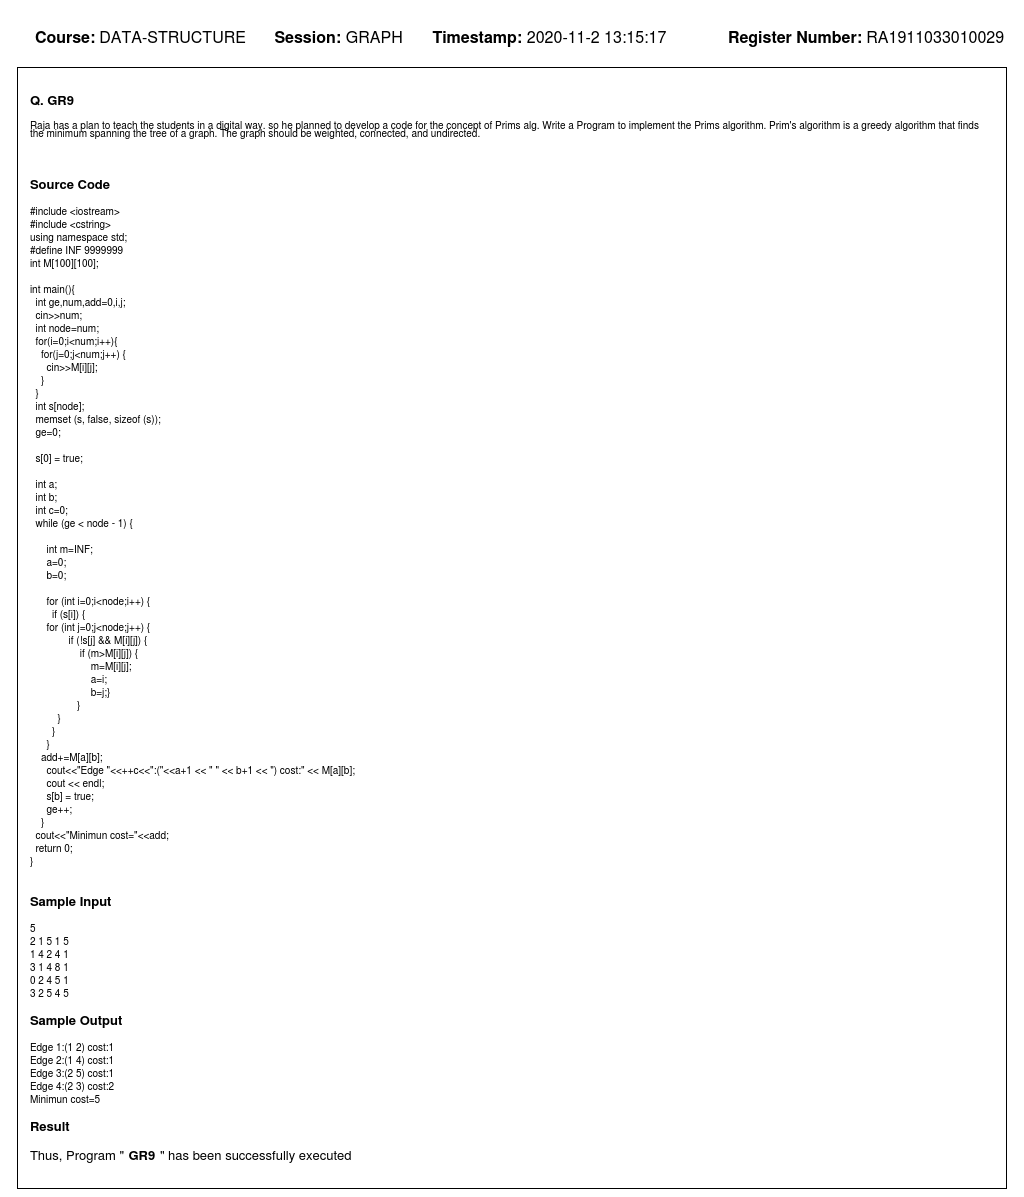 Course: DATA-STRUCTURE Session: GRAPH Timestamp: 2020-11-2 13:15:17 Register Number: RA1911033010029
Q. GR9
Raja has a plan to teach the students in a digital way. so he planned to develop a code for the concept of Prims alg. Write a Program to implement the Prims algorithm. Prim's algorithm is a greedy algorithm that finds
the minimum spanning the tree of a graph. The graph should be weighted, connected, and undirected.
Source Code
#include <iostream>
#include <cstring>
using namespace std;
#define INF 9999999
int M[100][100];
int main(){
int ge,num,add=0,i,j;
cin>>num;
int node=num;
for(i=0;i<num;i++){
for(j=0;j<num;j++) {
cin>>M[i][j];
}
}
int s[node];
memset (s, false, sizeof (s));
ge=0;
s[0] = true;
int a;
int b;
int c=0;
while (ge < node - 1) {
int m=INF;
a=0;
b=0;
for (int i=0;i<node;i++) {
if (s[i]) {
for (int j=0;j<node;j++) {
if (!s[j] && M[i][j]) {
if (m>M[i][j]) {
m=M[i][j];
a=i;
b=j;}
}
}
}
}
add+=M[a][b];
cout<<"Edge "<<++c<<":("<<a+1 << " " << b+1 << ") cost:" << M[a][b];
cout << endl;
s[b] = true;
ge++;
}
cout<<"Minimun cost="<<add;
return 0;
}
Sample Input
5
2 1 5 1 5
1 4 2 4 1
3 1 4 8 1
0 2 4 5 1
3 2 5 4 5
Sample Output
Edge 1:(1 2) cost:1
Edge 2:(1 4) cost:1
Edge 3:(2 5) cost:1
Edge 4:(2 3) cost:2
Minimun cost=5
Result
Thus, Program " GR9 " has been successfully executed